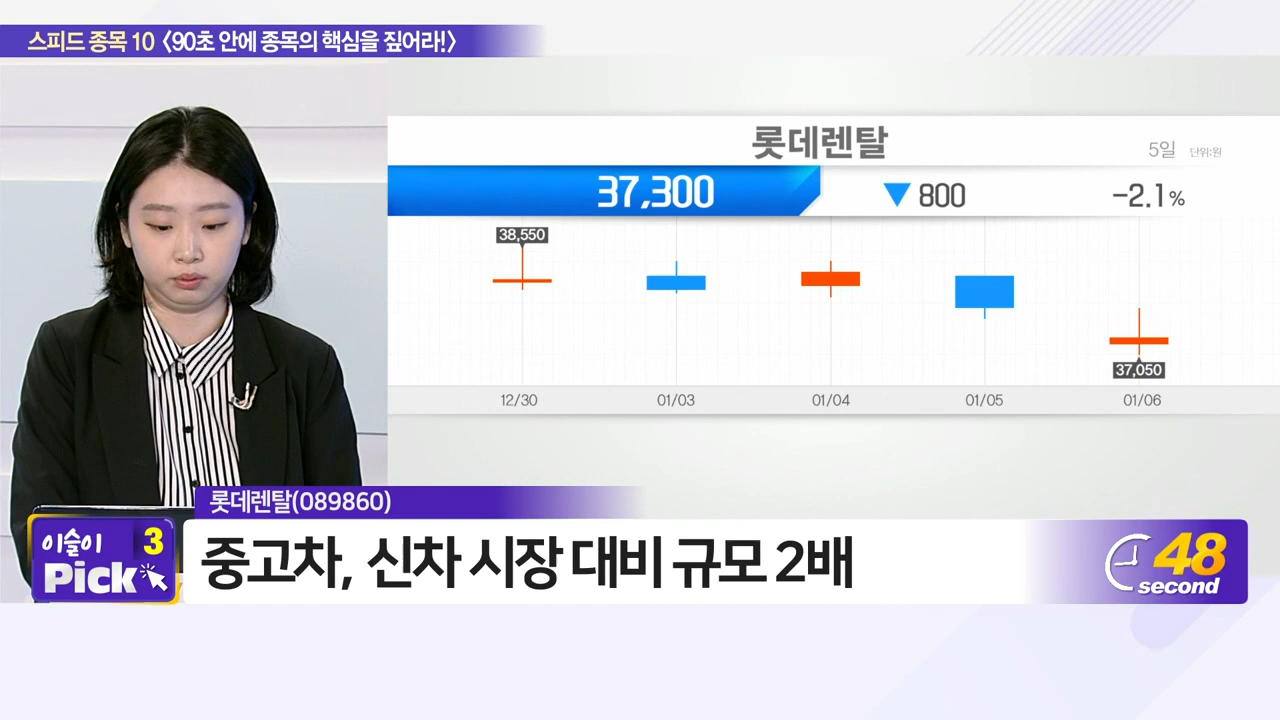 스피드 종목 10 〈90초 안에 종목의 핵심을 짚어라!〉
롯데렌탈
5일 단위:원
37,300 ▼ 800 -2.1%
38,550
37,050
12/30 01/03 01/04 01/05 01/06
롯데렌탈(089860)
이슬이 3
Pick
중고차, 신차 시장 대비 규모 2배
48
second